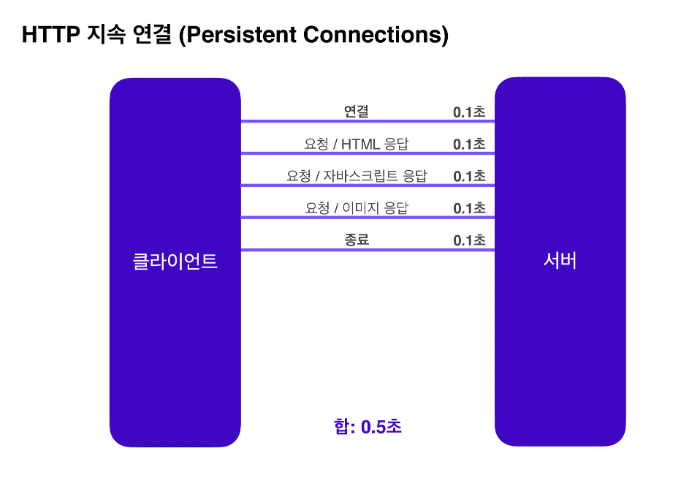 HTTP 지속 연결 (Persistent Connections)
연결 0.1초
요청 / HTML 응답 0.1초
요청 / 자바스크립트 응답 0.1초
요청 / 이미지 응답 0.1초
종료 0.1초
클라이언트
서버
합: 0.5초